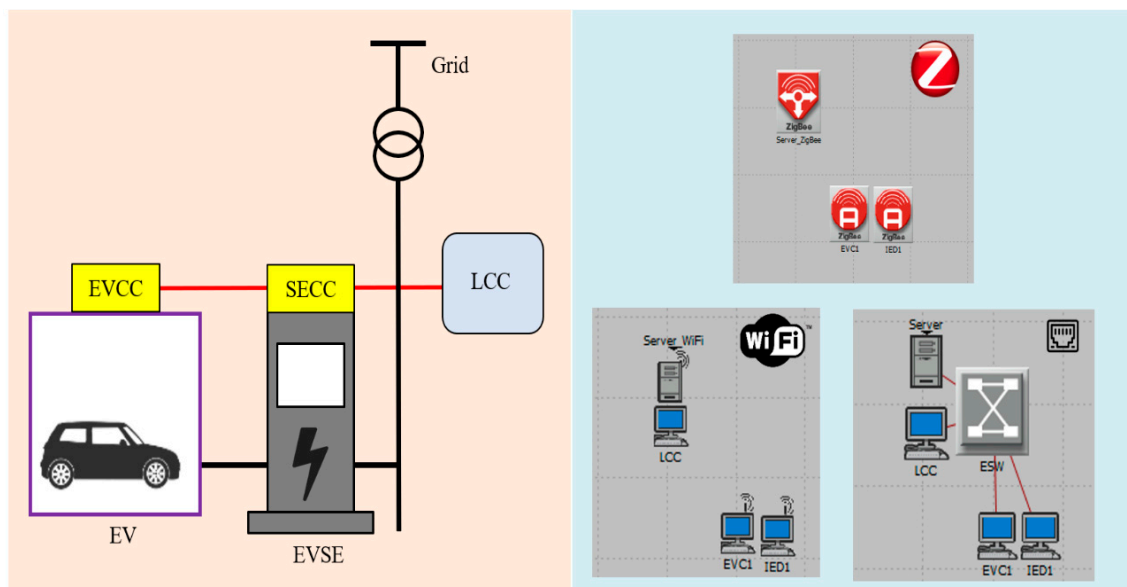 Grid
EVCC
SECC
LCC
EV
EVSE
Z
ZigBee
Server_ZigBee
A
ZigBee
EVC1
A
ZigBee
IED1
Server_WiFi
WiFi
TM
LCC
EVC1
IED1
Server
LCC
ESW
EVC1
IED1